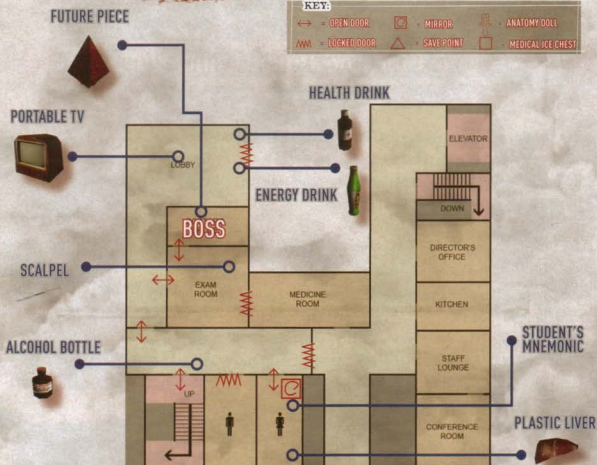 KEY:
= OPEN DOOR
= MIRROR
= ANATOMY DOLL
= LOCKED DOOR
= SAVE POINT
= MEDICAL ICE CHEST
FUTURE PIECE
HEALTH DRINK
PORTABLE TV
LOBBY
ELEVATOR
ENERGY DRINK
DOWN
BOSS
DIRECTOR'S
OFFICE
SCALPEL
EXAM
ROOM
MEDICINE
ROOM
KITCHEN
STUDENT'S
MNEMONIC
ALCOHOL BOTTLE
STAFF
LOUNGE
UP
PLASTIC LIVER
CONFERENCE
ROOM